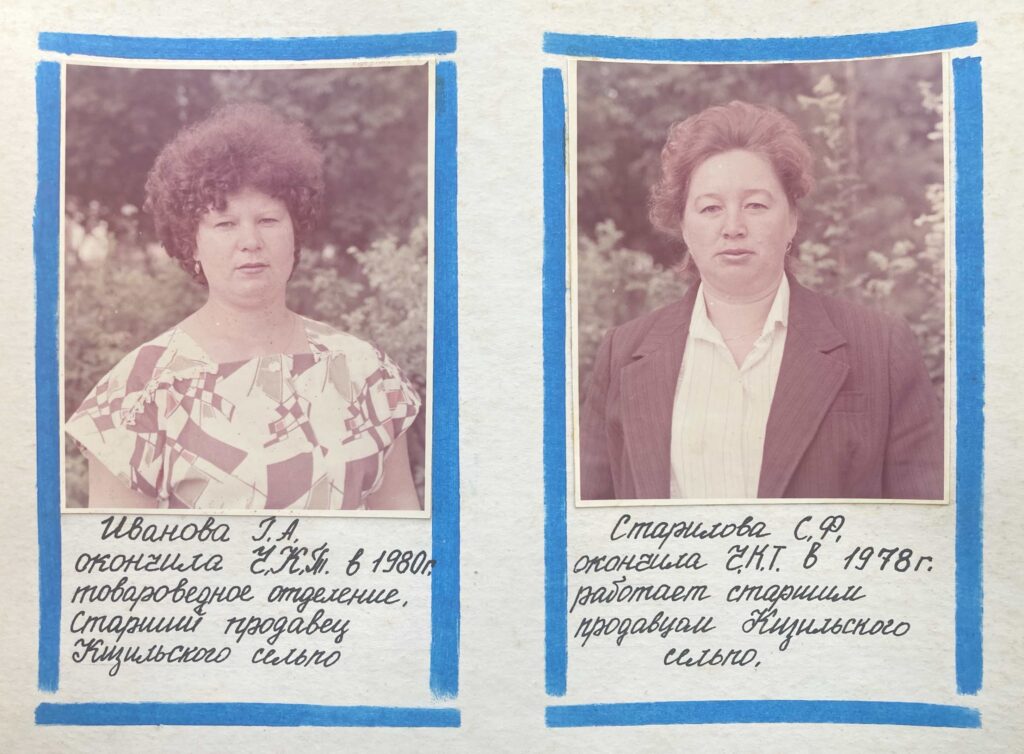 Иванова Г.А.
окончила Ч.К.Т. в 1980г.
товароведное отделение.
Старший продавец
Кизильского сельпо
Старилова С.Ф.
окончила Ч.К.Т. в 1978г.
работает старшим
продавцом Кизильского
сельпо.